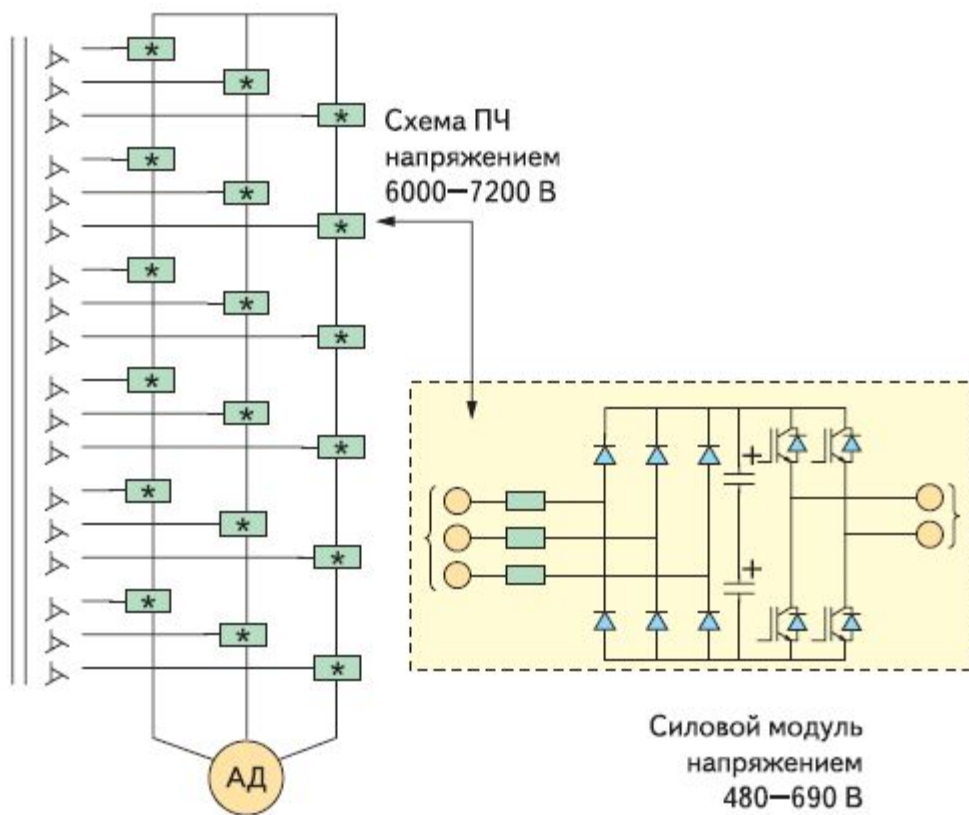 Схема ПЧ
напряжением
6000—7200 В
АД
Силовой модуль
напряжением
480—690 В